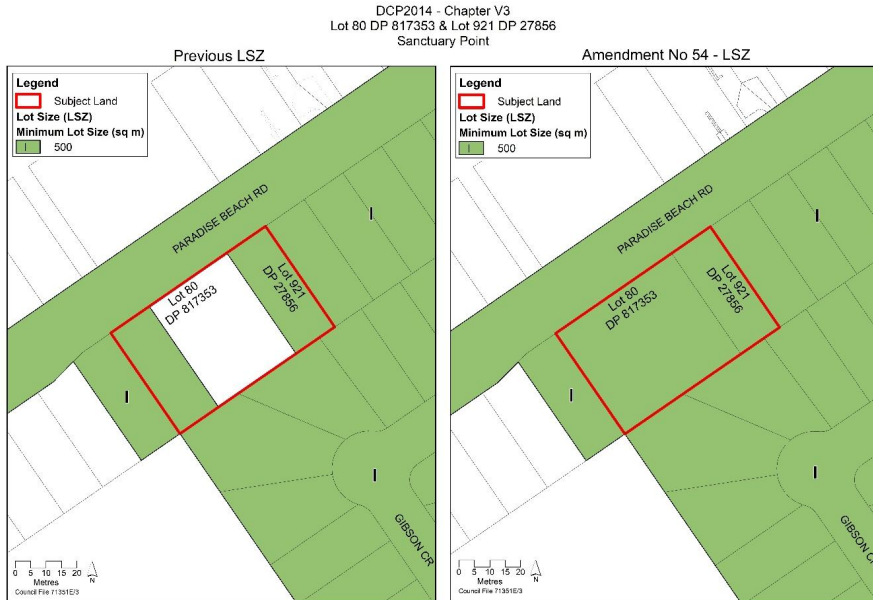 DCP2014 - Chapter V3
Lot 80 DP 817353 & Lot 921 DP 27856
Sanctuary Point
Previous LSZ
Legend
Subject Land
Lot Size (LSZ)
Minimum Lot Size (sq m)
I 500
PARADISE BEACH RD
I
Lot 80
DP 817353
Lot 921
DP 27856
I
I
GIBSON CR
0 5 10 15 20
Metres
N
Council File 71351E/3
Amendment No 54 - LSZ
Legend
Subject Land
Lot Size (LSZ)
Minimum Lot Size (sq m)
I 500
PARADISE BEACH RD
I
Lot 80
DP 817353
Lot 921
DP 27856
I
I
GIBSON CR
0 5 10 15 20
Metres
N
Council File 71351E/3